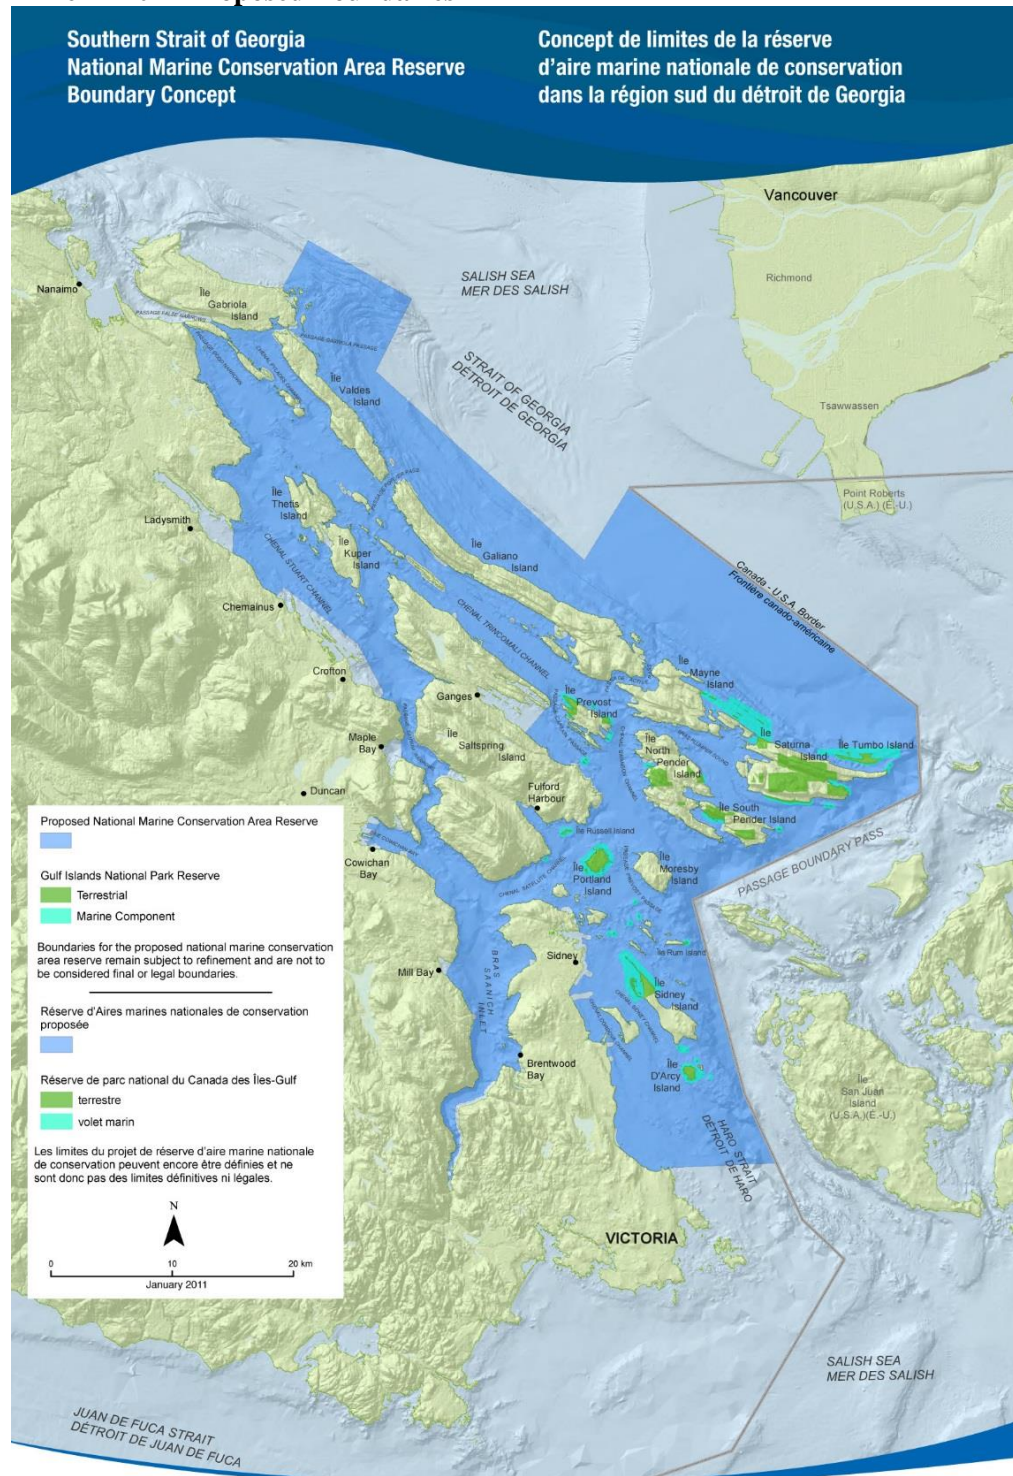 Southern Strait of Georgia
National Marine Conservation Area Reserve
Boundary Concept
Concept de limites de la réserve
d'aire marine nationale de conservation
dans la région sud du détroit de Georgia
Vancouver
SALISH SEA
MER DES SALISH
Richmond
Nanaimo
Île
Gabriola
Island
PASSAGE FALSE NARROWS
PASSAGE GABRIOLA PASSAGE
STRAIT OF GEORGIA
DÉTROIT DE GEORGIA
Île
Valdes
Island
Tsawwassen
Point Roberts
(U.S.A.) (É.-U.)
Île
Thetis
Island
Ladysmith
Île
Kuper
Island
Île
Galiano
Island
CHENAL STUART CHANNEL
Canada - U.S.A. Border
Frontière canado-américaine
Chemainus
CHENAL TRINCOMALI CHANNEL
Crofton
Île
Mayne
Island
Ganges
Île
Prevost
Island
Maple
Bay
Île
Saltspring
Island
Île
North
Pender
Island
Île
Saturna
Island
Île Tumbo Island
Duncan
Fulford
Harbour
Île South
Pender Island
Île Russell Island
Cowichan
Bay
Île
Portland
Island
Île
Moresby
Island
PASSAGE BOUNDARY PASS
CHENAL SATELLITE CHANNEL
Sidney
Île Rum Island
Mill Bay
BRAS
SAANICH
INLET
Île
Sidney
Island
CHENAL SIDNEY CHANNEL
Brentwood
Bay
Île
D'Arcy
Island
Île
San Juan
Island
(U.S.A.)(É.-U.)
HARO STRAIT
DÉTROIT DE HARO
VICTORIA
SALISH SEA
MER DES SALISH
JUAN DE FUCA STRAIT
DÉTROIT DE JUAN DE FUCA
Proposed National Marine Conservation Area Reserve
Gulf Islands National Park Reserve
Terrestrial
Marine Component
Boundaries for the proposed national marine conservation
area reserve remain subject to refinement and are not to
be considered final or legal boundaries.
Réserve d'Aires marines nationales de conservation
proposée
Réserve de parc national du Canada des Îles-Gulf
terrestre
volet marin
Les limites du projet de réserve d'aire marine nationale
de conservation peuvent encore être définies et ne
sont donc pas des limites définitives ni légales.
N
0 10 20 km
January 2011